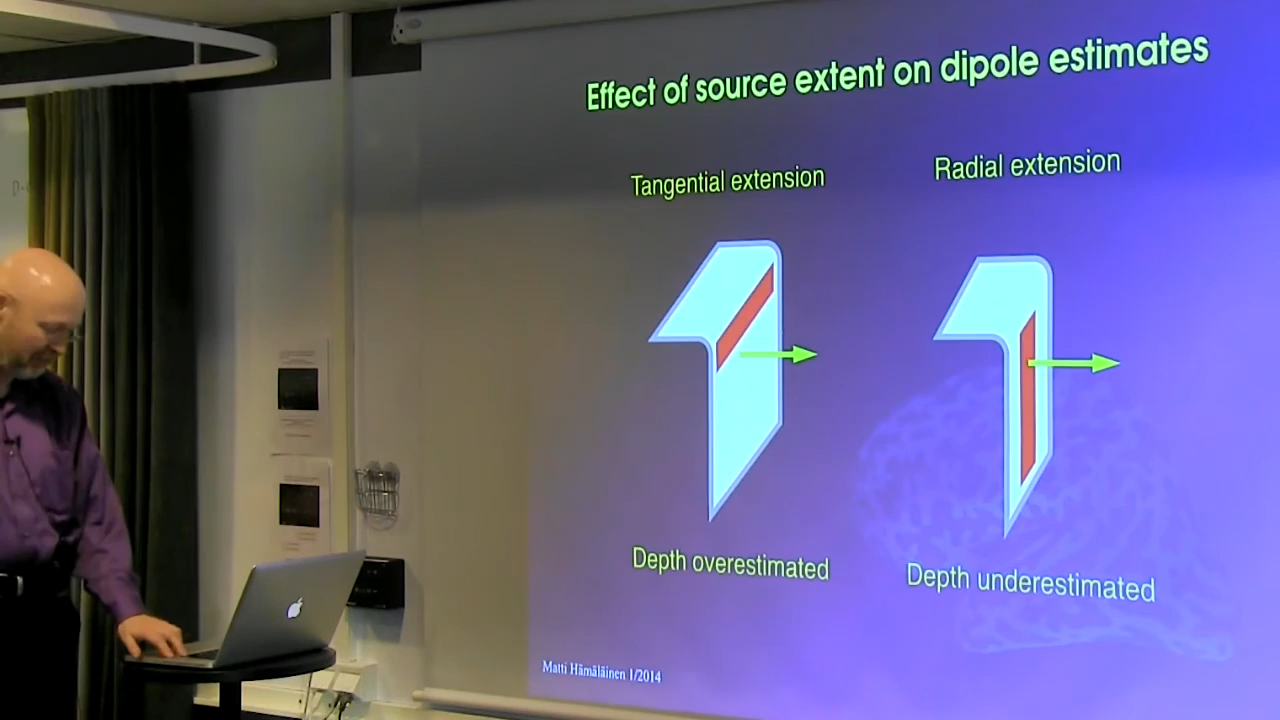 Effect of source extent on dipole estimates
Tangential extension
Radial extension
Depth overestimated
Depth underestimated
Matti Hämäläinen 1/2014